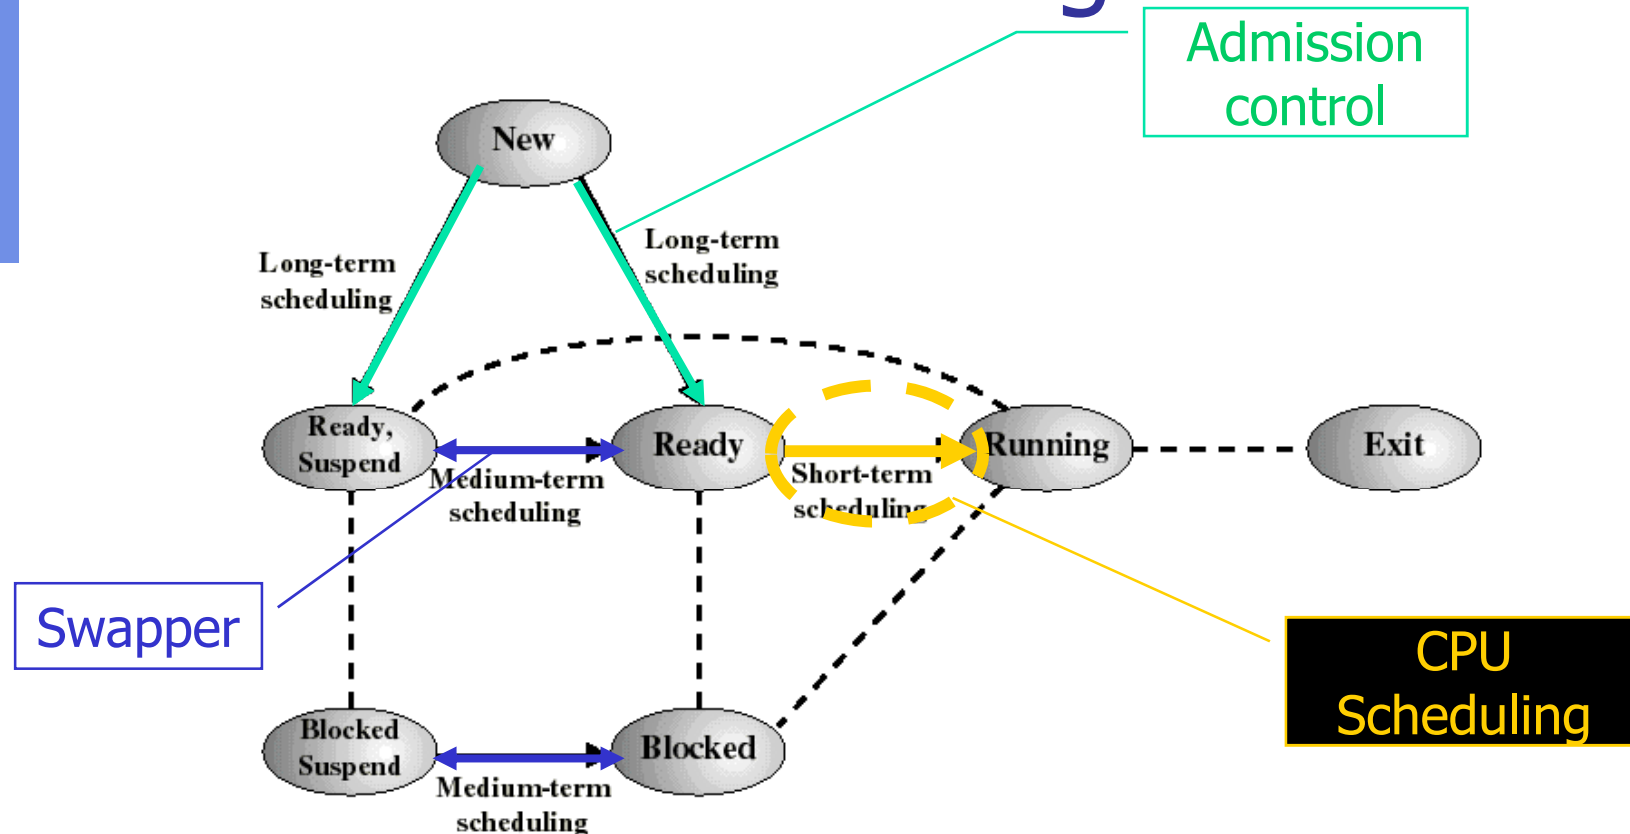 Admission
control
New
Long-term
scheduling
Long-term
scheduling
Ready,
Suspend
Medium-term
scheduling
Ready
Short-term
scheduling
Running
Exit
Swapper
CPU
Scheduling
Blocked
Suspend
Medium-term
scheduling
Blocked